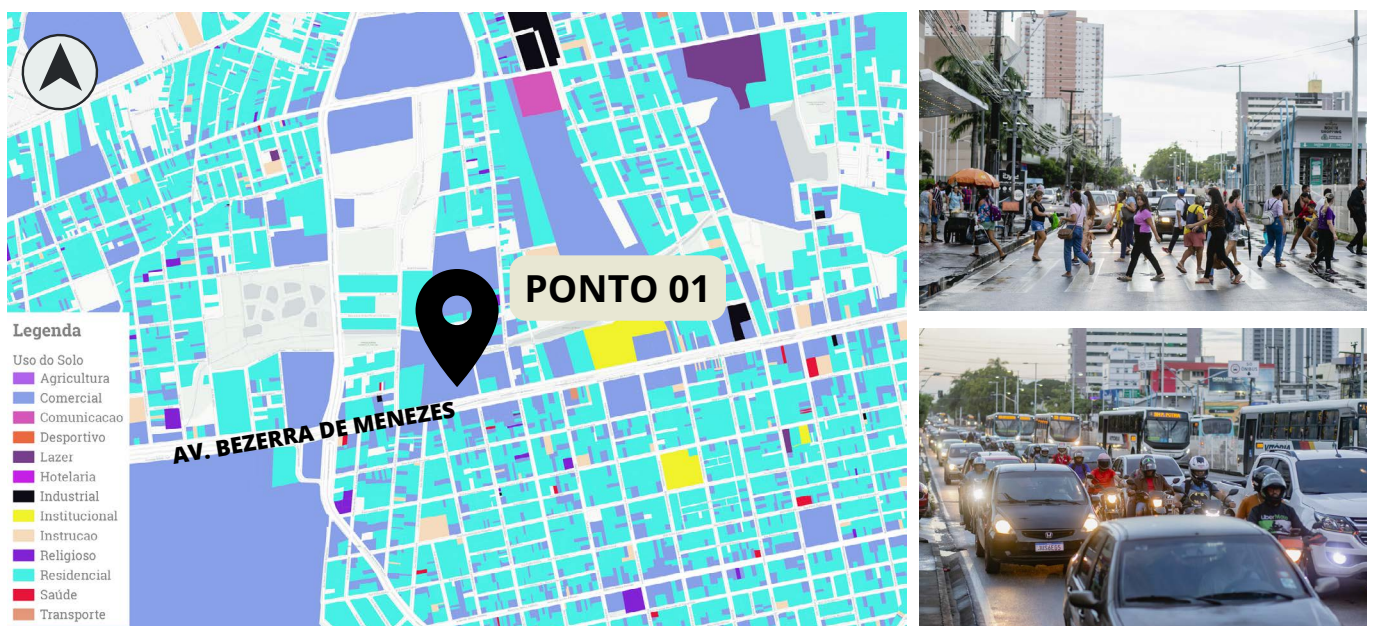 PONTO 01
AV. BEZERRA DE MENEZES
Legenda
Uso do Solo
Agricultura
Comercial
Comunicacao
Desportivo
Lazer
Hotelaria
Industrial
Institucional
Instrucao
Religioso
Residencial
Saúde
Transporte